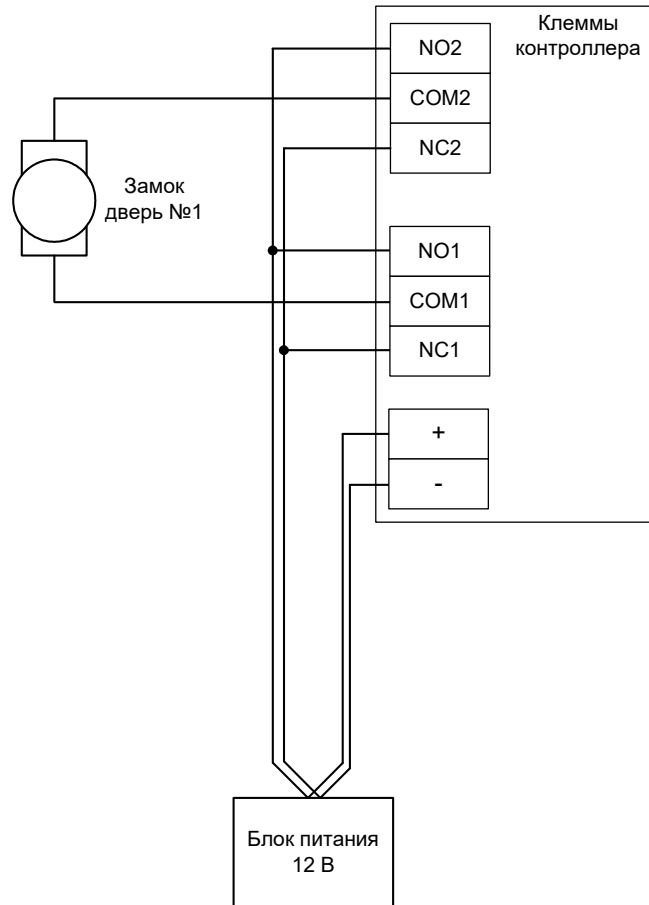 Клеммы
контроллера
NO2
COM2
NC2
Замок
дверь №1
NO1
COM1
NC1
+
-
Блок питания
12 В